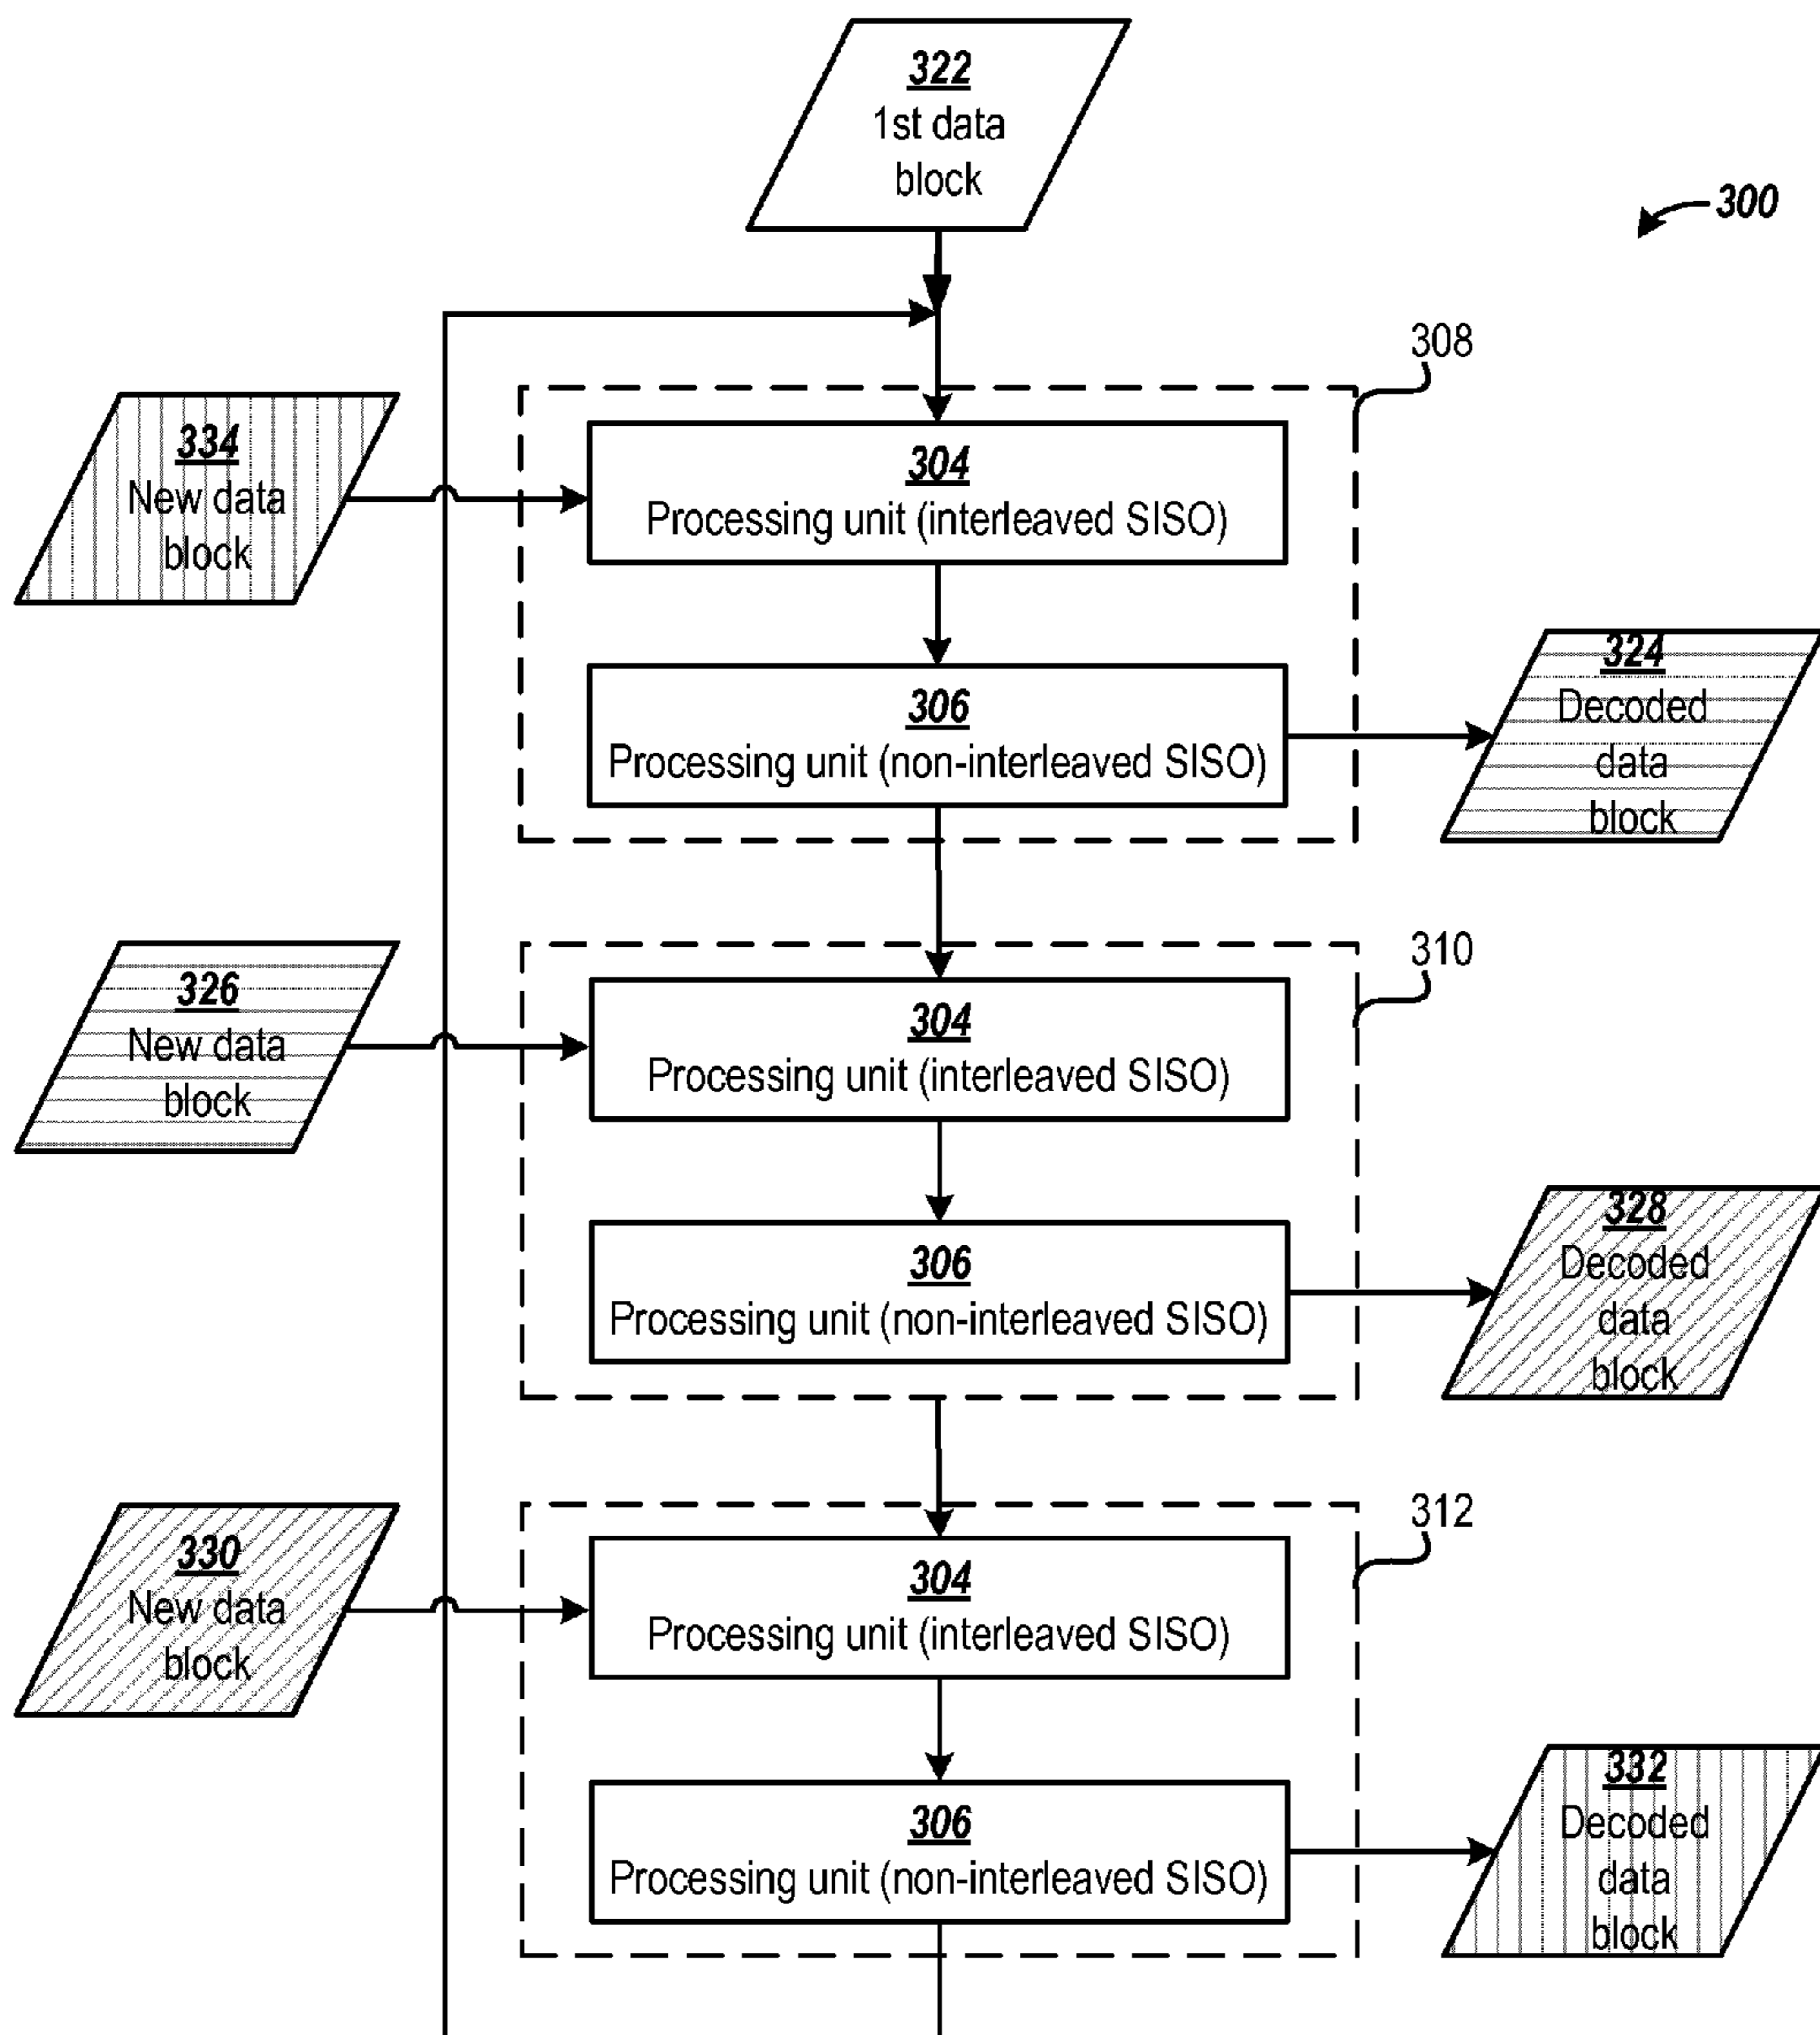 322
1st data
block
300
308
334
New data
block
304
Processing unit (interleaved SISO)
306
Processing unit (non-interleaved SISO)
324
Decoded
data
block
310
326
New data
block
304
Processing unit (interleaved SISO)
306
Processing unit (non-interleaved SISO)
328
Decoded
data
block
312
330
New data
block
304
Processing unit (interleaved SISO)
306
Processing unit (non-interleaved SISO)
332
Decoded
data
block